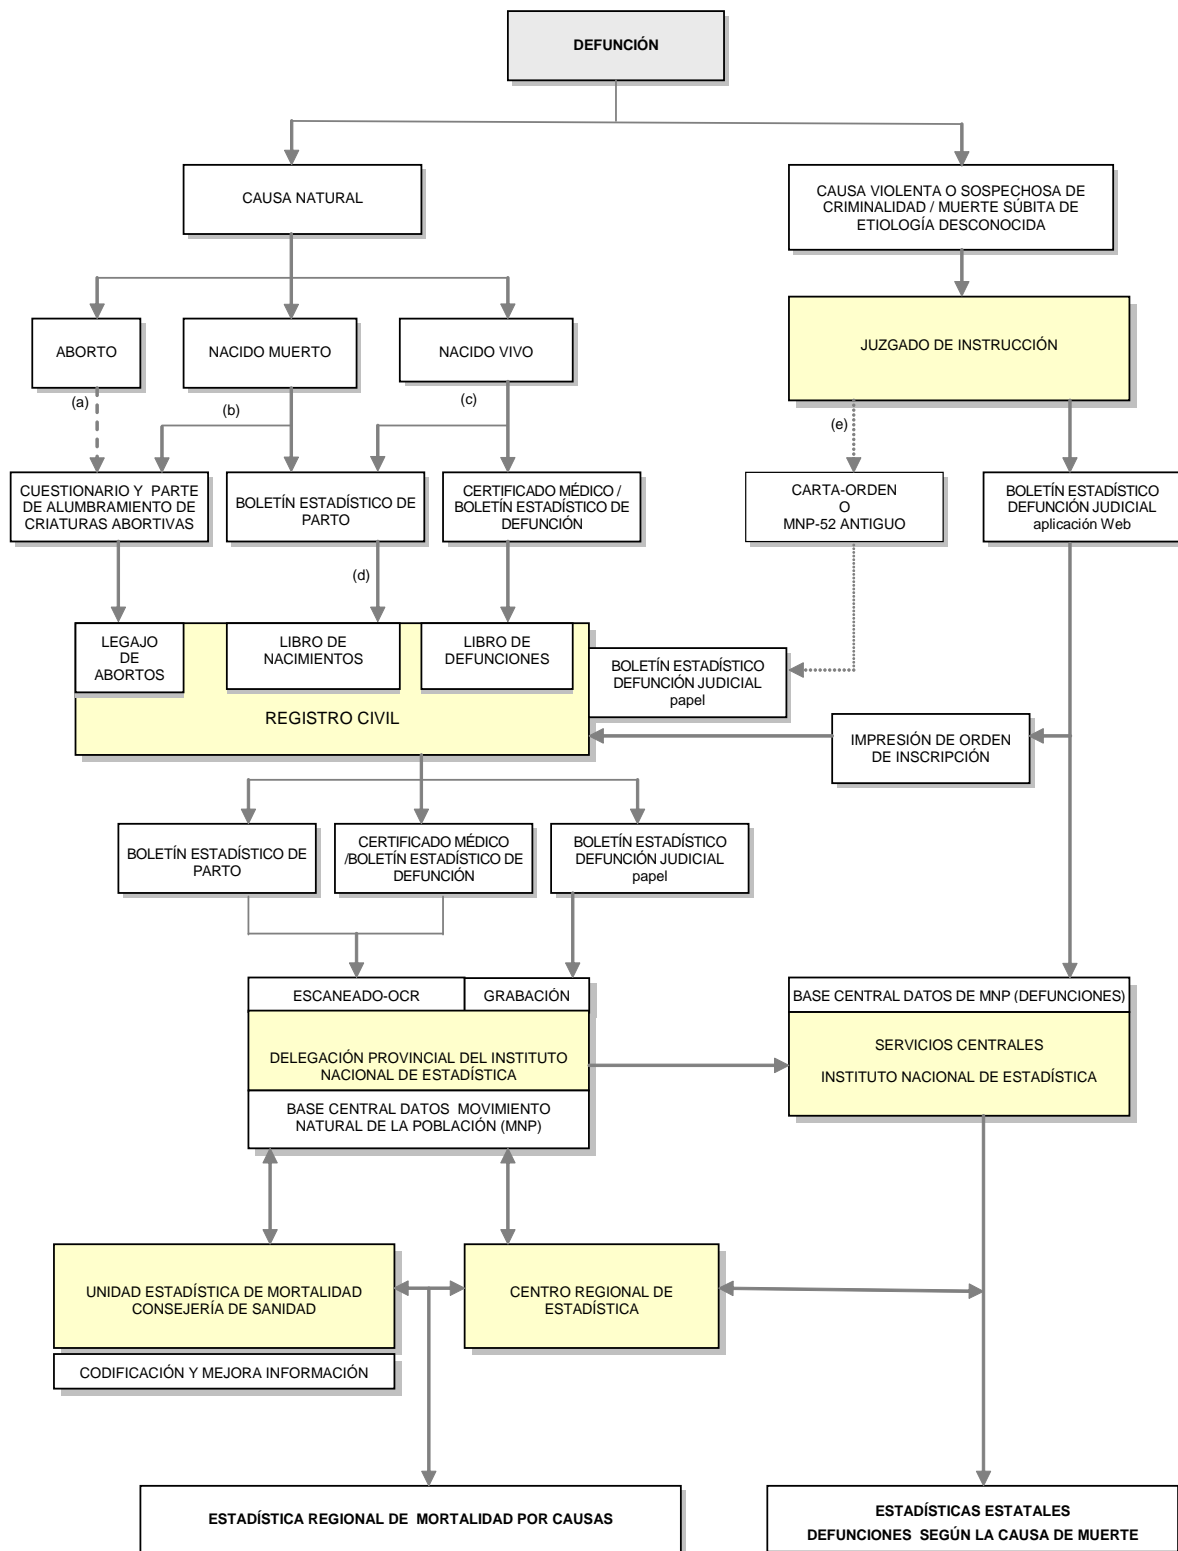 DEFUNCIÓN
CAUSA NATURAL
CAUSA VIOLENTA O SOSPECHOSA DE
CRIMINALIDAD / MUERTE SÚBITA DE
ETIOLOGÍA DESCONOCIDA
ABORTO
NACIDO MUERTO
NACIDO VIVO
JUZGADO DE INSTRUCCIÓN
(a)
(b)
(c)
(e)
CUESTIONARIO Y PARTE
DE ALUMBRAMIENTO DE
CRIATURAS ABORTIVAS
BOLETÍN ESTADÍSTICO DE
PARTO
CERTIFICADO MÉDICO /
BOLETÍN ESTADÍSTICO DE
DEFUNCIÓN
CARTA-ORDEN
O
MNP-52 ANTIGUO
BOLETÍN ESTADÍSTICO
DEFUNCIÓN JUDICIAL
aplicación Web
(d)
LEGAJO
DE
ABORTOS
LIBRO DE
NACIMIENTOS
LIBRO DE
DEFUNCIONES
BOLETÍN ESTADÍSTICO
DEFUNCIÓN JUDICIAL
papel
REGISTRO CIVIL
IMPRESIÓN DE ORDEN
DE INSCRIPCIÓN
BOLETÍN ESTADÍSTICO DE
PARTO
CERTIFICADO MÉDICO
/BOLETÍN ESTADÍSTICO DE
DEFUNCIÓN
BOLETÍN ESTADÍSTICO
DEFUNCIÓN JUDICIAL
papel
ESCANEADO-OCR
GRABACIÓN
BASE CENTRAL DATOS DE MNP (DEFUNCIONES)
DELEGACIÓN PROVINCIAL DEL INSTITUTO
NACIONAL DE ESTADÍSTICA
SERVICIOS CENTRALES
INSTITUTO NACIONAL DE ESTADÍSTICA
BASE CENTRAL DATOS MOVIMIENTO
NATURAL DE LA POBLACIÓN (MNP)
UNIDAD ESTADÍSTICA DE MORTALIDAD
CONSEJERÍA DE SANIDAD
CENTRO REGIONAL DE
ESTADÍSTICA
CODIFICACIÓN Y MEJORA INFORMACIÓN
ESTADÍSTICA REGIONAL DE MORTALIDAD POR CAUSAS
ESTADÍSTICAS ESTATALES
DEFUNCIONES SEGÚN LA CAUSA DE MUERTE